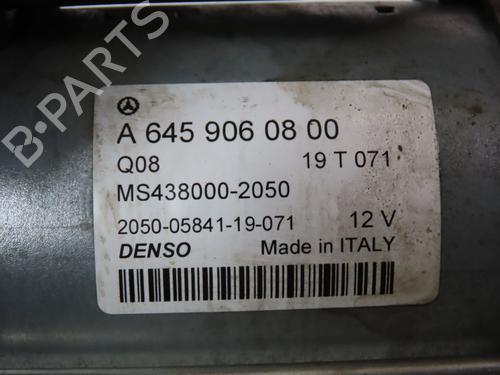 A 645 906 08 00
Q08 19 T 071
MS438000-2050
2050-05841-19-071 12 V
DENSO Made in ITALY
B-PARTS